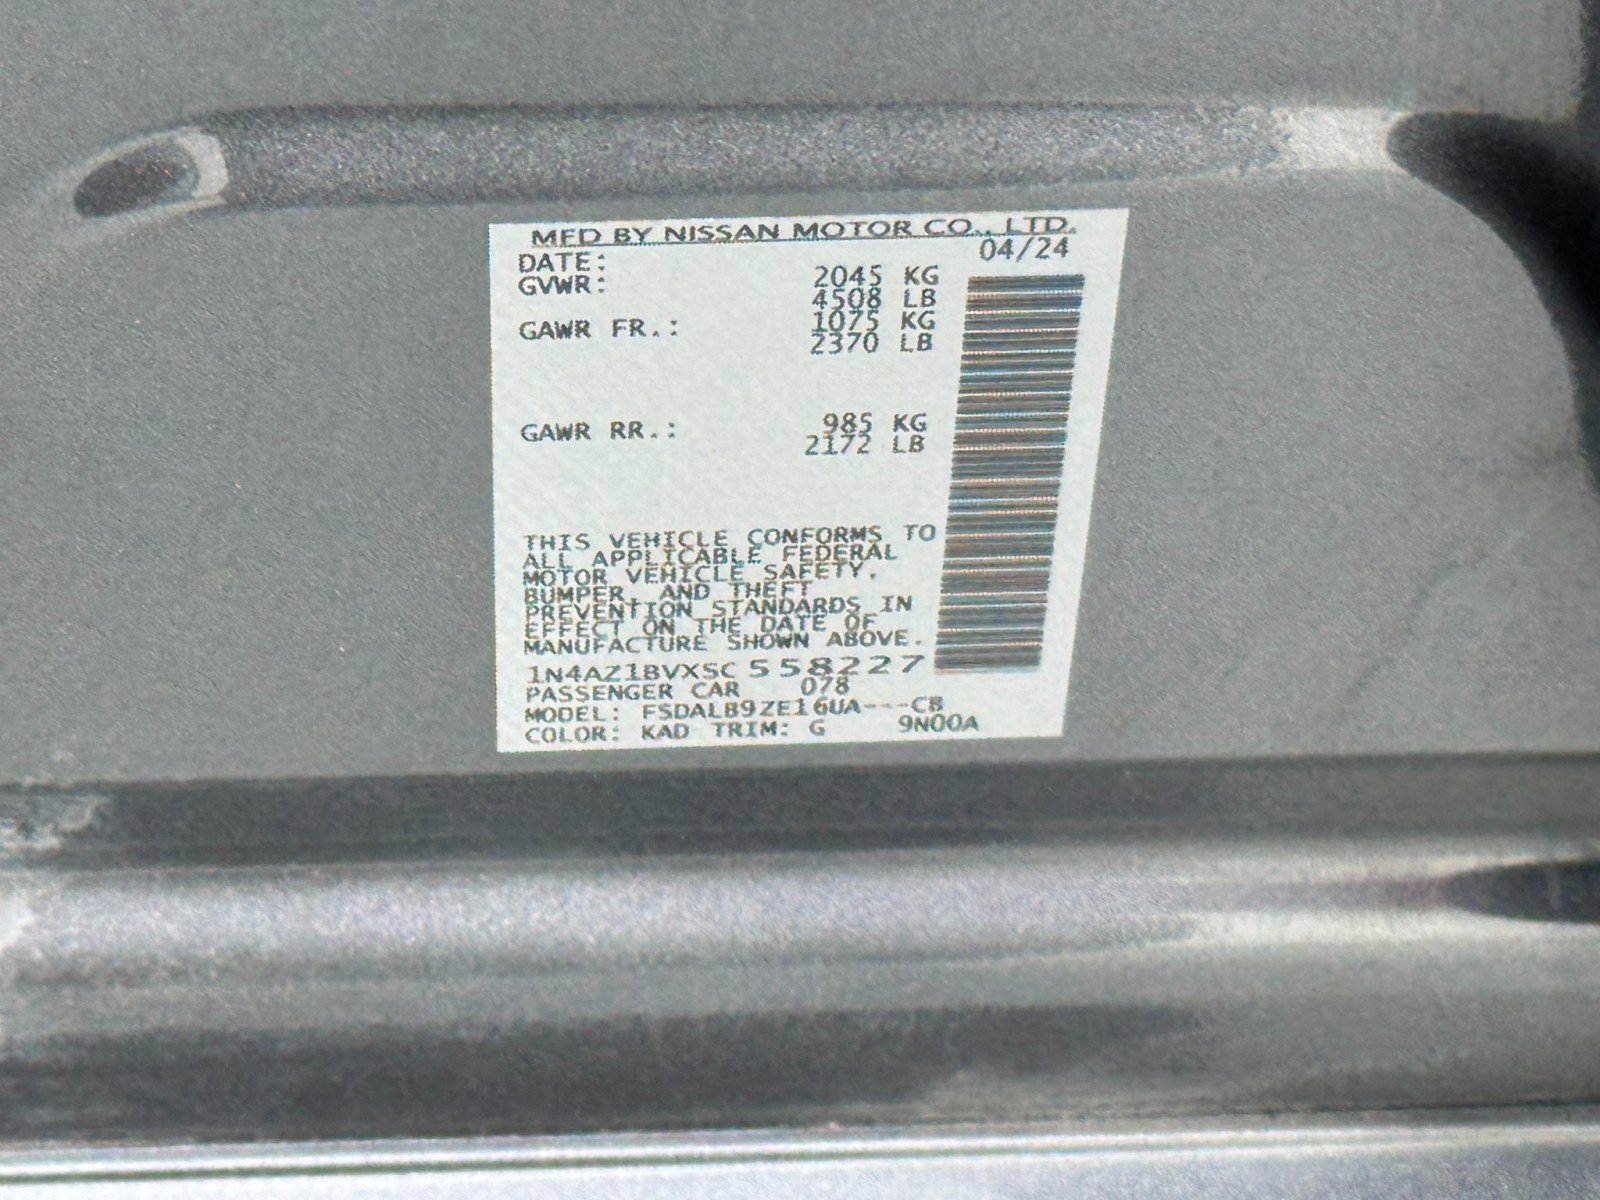 MFD BY NISSAN MOTOR CO., LTD.
DATE: 04/24
GVWR: 2045 KG
4508 LB
GAWR FR.: 1075 KG
2370 LB
GAWR RR.: 985 KG
2172 LB
THIS VEHICLE CONFORMS TO
ALL APPLICABLE FEDERAL
MOTOR VEHICLE SAFETY,
BUMPER, AND THEFT
PREVENTION STANDARDS IN
EFFECT ON THE DATE OF
MANUFACTURE SHOWN ABOVE.
1N4AZ1BVXSC558227
PASSENGER CAR 078
MODEL: FSDALB9ZE16UA---CB
COLOR: KAD TRIM: G 9N00A